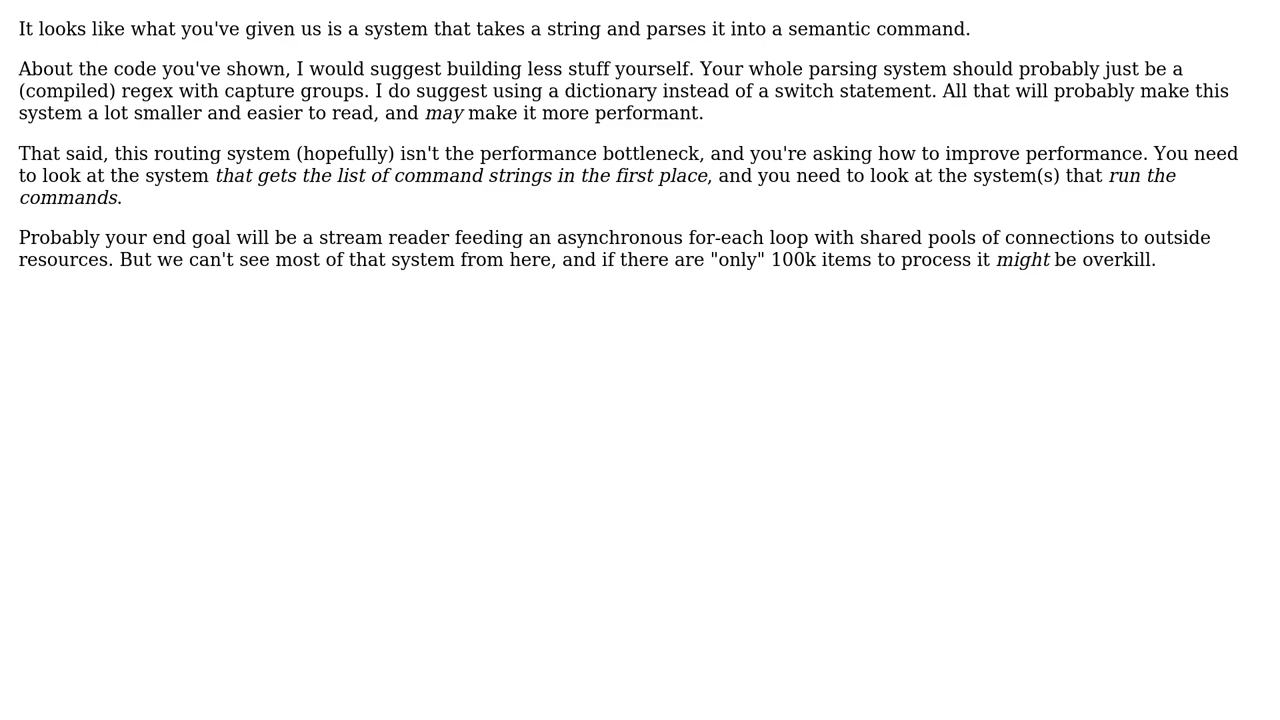 It looks like what you've given us is a system that takes a string and parses it into a semantic command.
About the code you've shown, I would suggest building less stuff yourself. Your whole parsing system should probably just be a
(compiled) regex with capture groups. I do suggest using a dictionary instead of a switch statement. All that will probably make this
system a lot smaller and easier to read, and may make it more performant.
That said, this routing system (hopefully) isn't the performance bottleneck, and you're asking how to improve performance. You need
to look at the system that gets the list of command strings in the first place, and you need to look at the system(s) that run the
commands.
Probably your end goal will be a stream reader feeding an asynchronous for-each loop with shared pools of connections to outside
resources. But we can't see most of that system from here, and if there are "only" 100k items to process it might be overkill.